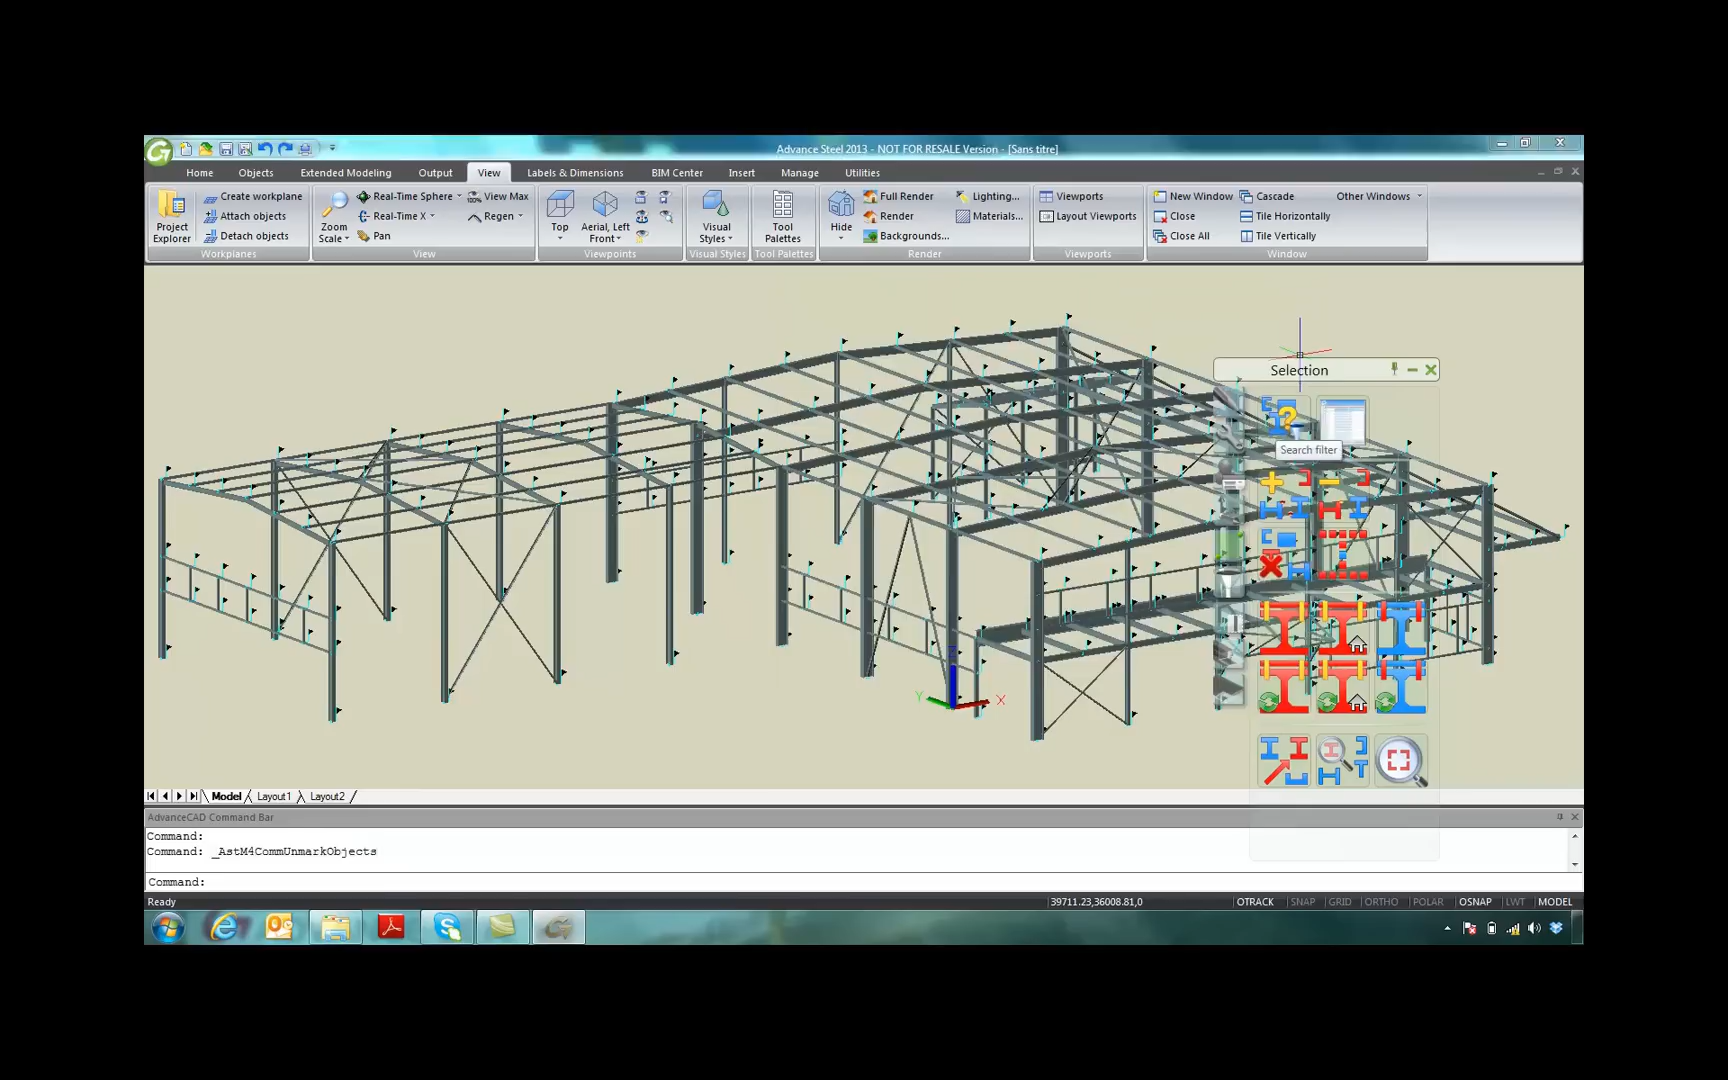 Advance Steel 2013 - NOT FOR RESALE Version - [Sans titre]
Home Objects Extended Modeling Output View Labels & Dimensions BIM Center Insert Manage Utilities
Project Explorer
Create workplane
Attach objects
Detach objects
Workplanes
Zoom Scale
Real-Time Sphere
Real-Time X
Pan
View Max
Regen
View
Top
Aerial, Left Front
Viewpoints
Visual Styles
Visual Styles
Tool Palettes
Tool Palettes
Hide
Full Render
Render
Backgrounds...
Lighting...
Materials...
Render
Viewports
Layout Viewports
Viewports
New Window
Close
Close All
Cascade
Tile Horizontally
Tile Vertically
Other Windows
Window
Selection
Search filter
Y
X
Model Layout1 Layout2
AdvanceCAD Command Bar
Command:
Command: _AstM4CommUnmarkObjects
Command:
Ready
39711.23,36008.81,0
OTRACK SNAP GRID ORTHO POLAR OSNAP LWT MODEL